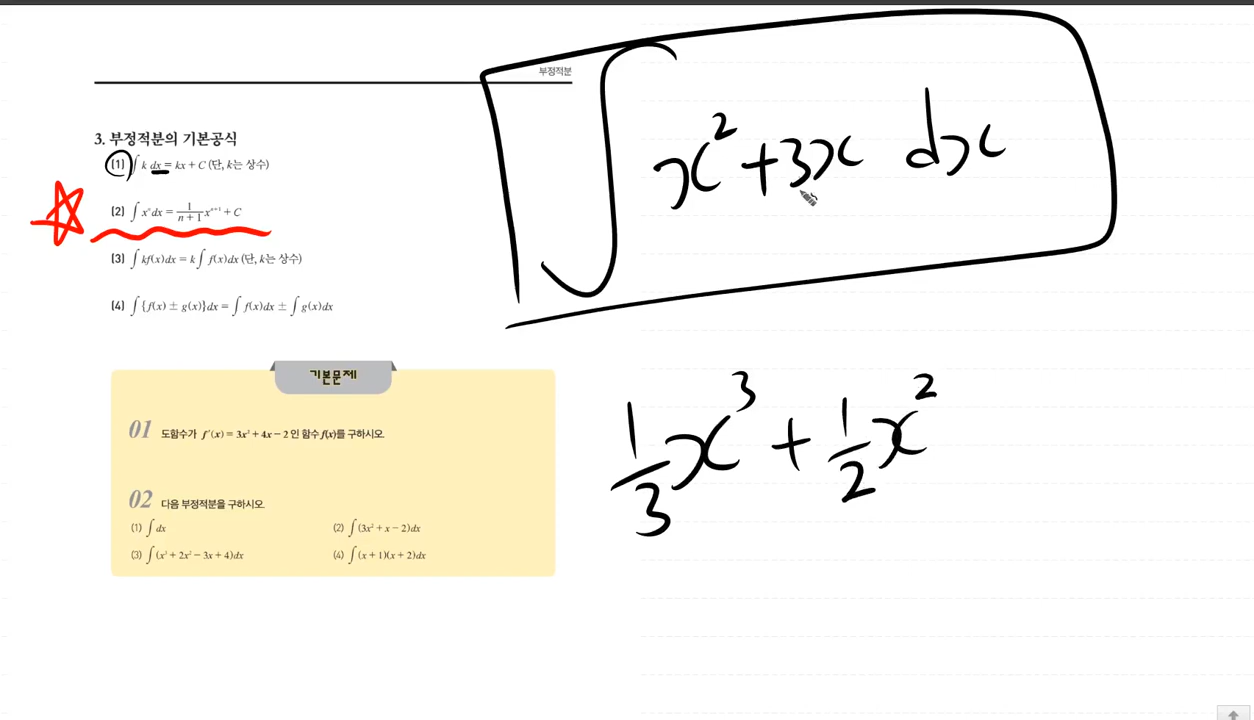 부정적분
3. 부정적분의 기본공식
(1) ∫ k dx = kx + C (단, k는 상수)
(2) ∫ xⁿdx = 1/(n+1) xⁿ⁺¹ + C
(3) ∫ kf(x)dx = k∫ f(x)dx (단, k는 상수)
(4) ∫ {f(x) ± g(x)}dx = ∫ f(x)dx ± ∫ g(x)dx
∫ x² + 3x dx
1/3 x³ + 1/2 x²
기본문제
01 도함수가 f′(x) = 3x² + 4x − 2 인 함수 f(x)를 구하시오.
02 다음 부정적분을 구하시오.
(1) ∫ dx (2) ∫ (3x² + x − 2)dx
(3) ∫ (x³ + 2x² − 3x + 4)dx (4) ∫ (x + 1)(x + 2)dx